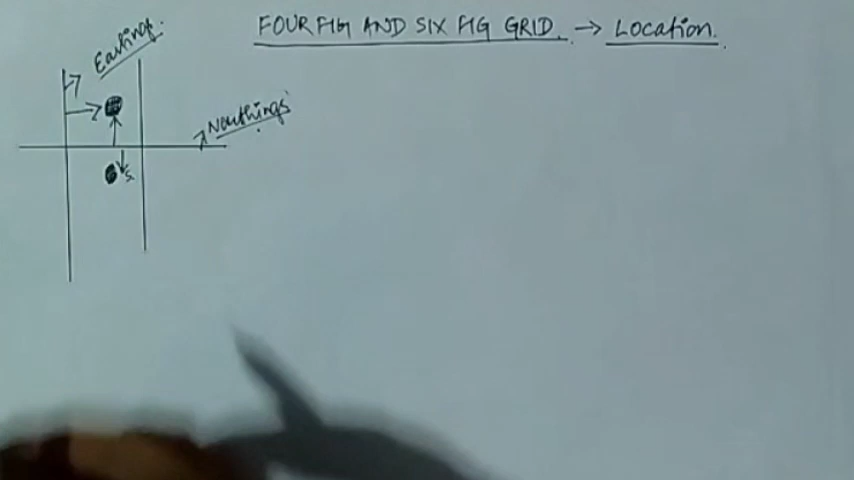 FOUR FIG AND SIX FIG GRID. → Location.
Eastings.
Northings
S